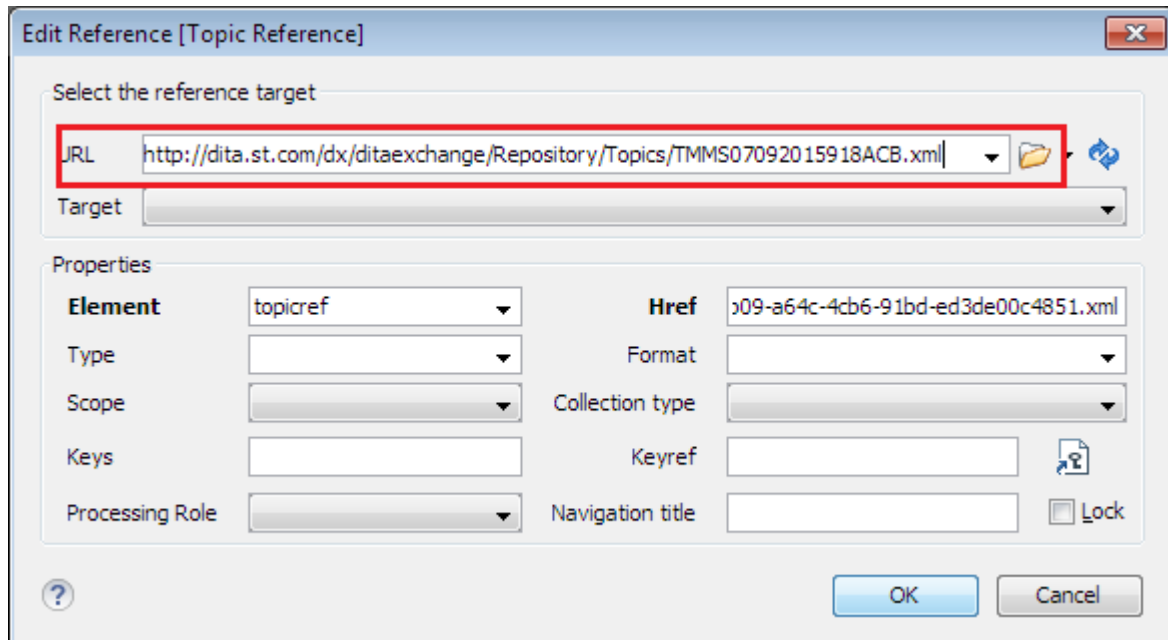 Edit Reference [Topic Reference]
Select the reference target
URL http://dita.st.com/dx/ditaexchange/Repository/Topics/TMMS07092015918ACB.xml
Target
Properties
Element topicref Href b09-a64c-4cb6-91bd-ed3de00c4851.xml
Type Format
Scope Collection type
Keys Keyref
Processing Role Navigation title Lock
? OK Cancel